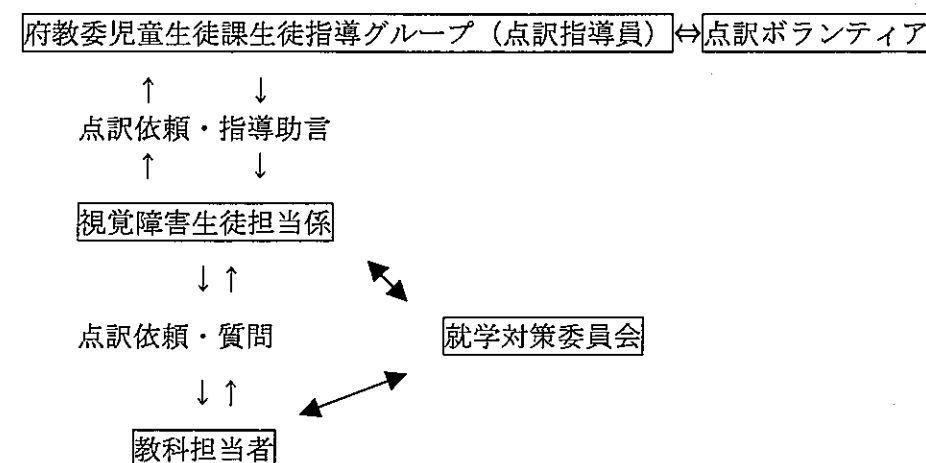 府教委児童生徒課生徒指導グループ（点訳指導員）⇔点訳ボランティア
↑ ↓
点訳依頼・指導助言
↑ ↓
視覚障害生徒担当係
↓↑
点訳依頼・質問 就学対策委員会
↓↑
教科担当者